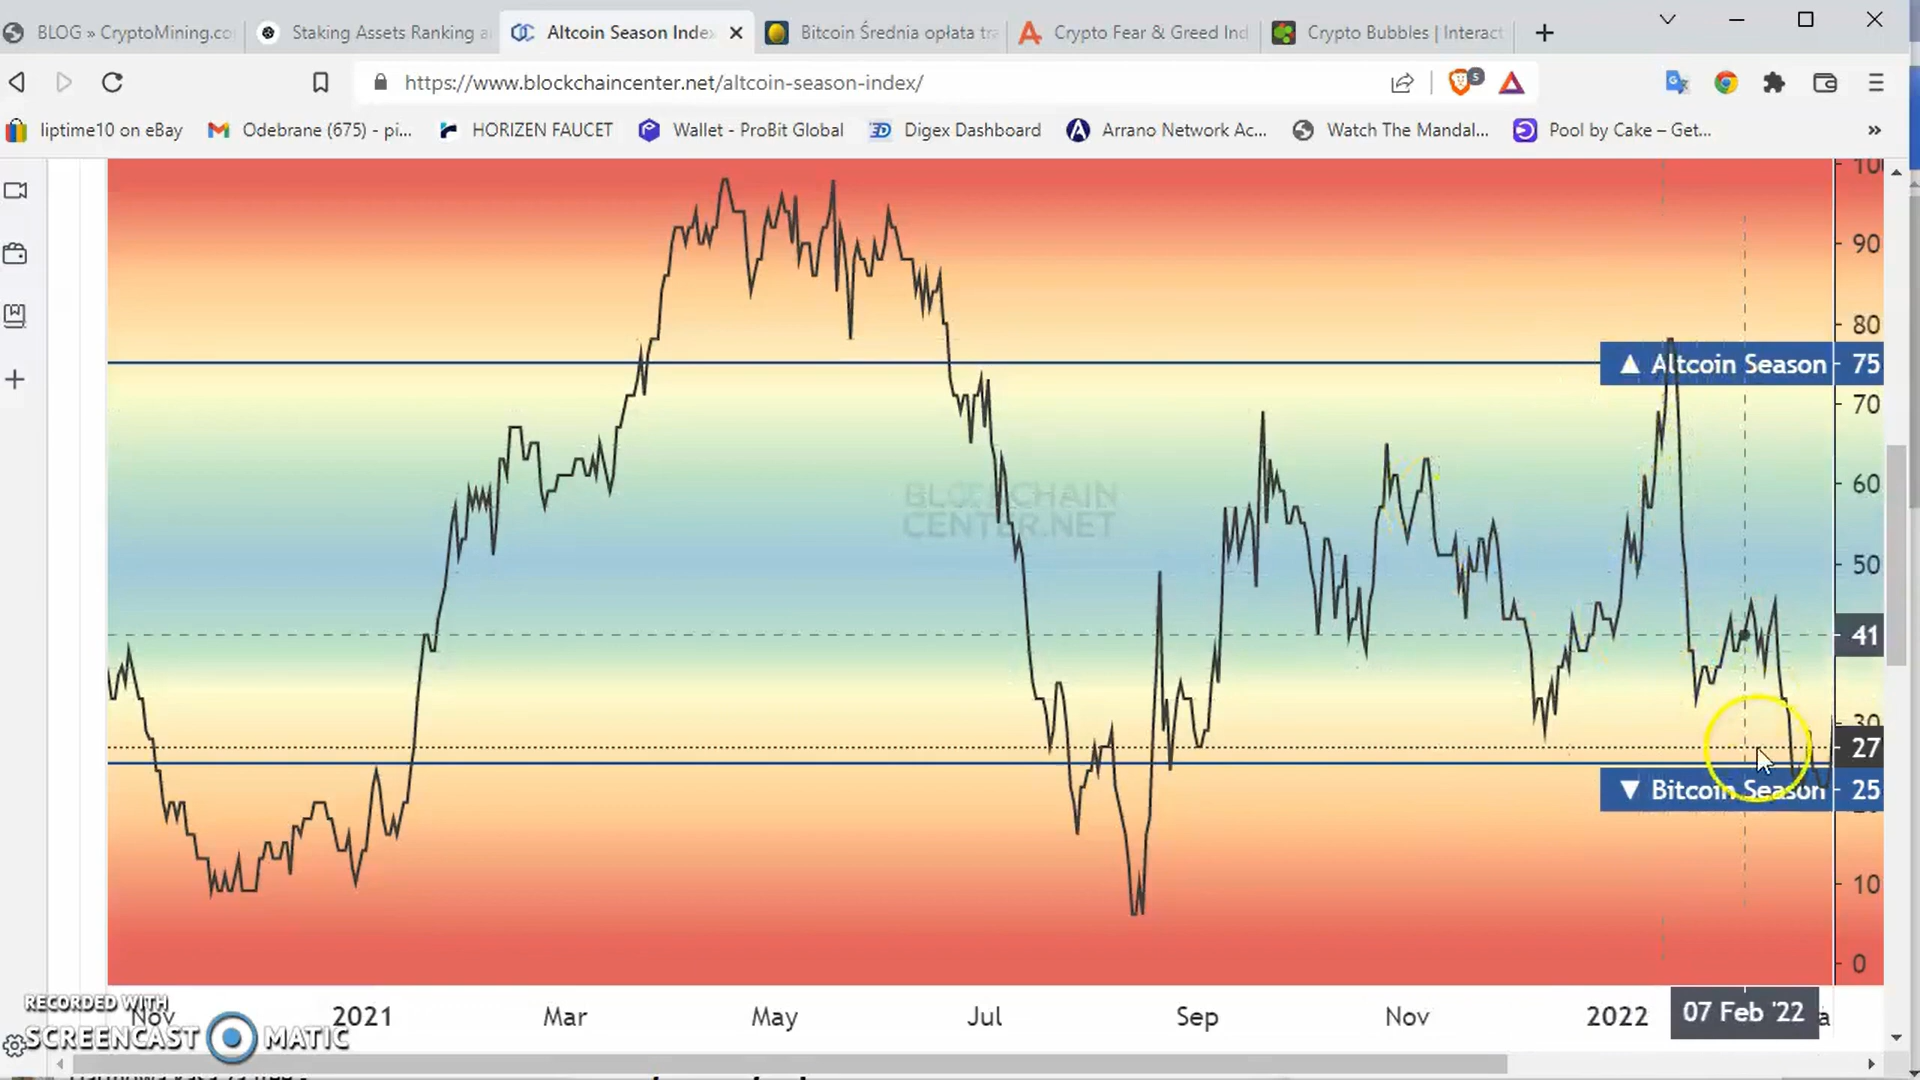 BLOG » CryptoMining.co
Staking Assets Ranking a
Altcoin Season Index
Bitcoin Średnia opłata tra
Crypto Fear & Greed Ind
Crypto Bubbles | Interact
https://www.blockchaincenter.net/altcoin-season-index/
5
liptime10 on eBay
Odebrane (675) - pi...
HORIZEN FAUCET
Wallet - ProBit Global
Digex Dashboard
Arrano Network Ac...
Watch The Mandal...
Pool by Cake – Get...
»
100
90
80
▲ Altcoin Season 75
70
60
BLOCKCHAIN
CENTER.NET
50
41
30
27
▼ Bitcoin Season 25
10
0
Nov
2021
Mar
May
Jul
Sep
Nov
2022
07 Feb '22
RECORDED WITH
SCREENCAST MATIC